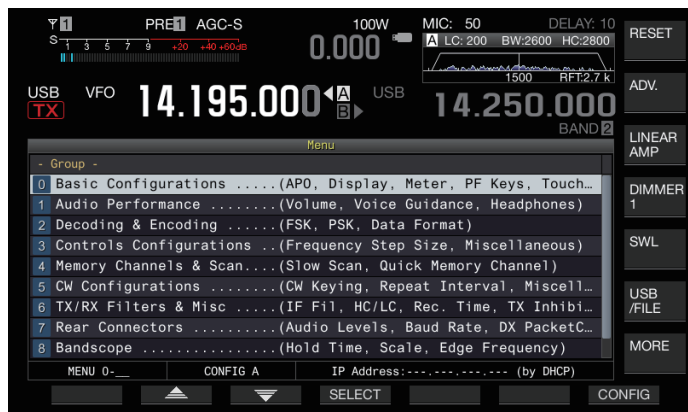 1 PRE1 AGC-S 100W MIC: 50 DELAY: 10 RESET
S 1 3 5 7 9 +20 +40 +60dB 0.000 A LC: 200 BW:2600 HC:2800
1500 RFT:2.7 k
USB VFO 14.195.000 A USB 14.250.000 ADV.
TX B BAND 2
LINEAR AMP
Menu
- Group -
0 Basic Configurations .....(APO, Display, Meter, PF Keys, Touch…
1 Audio Performance ........(Volume, Voice Guidance, Headphones)
2 Decoding & Encoding ......(FSK, PSK, Data Format)
3 Controls Configurations ..(Frequency Step Size, Miscellaneous)
4 Memory Channels & Scan....(Slow Scan, Quick Memory Channel)
5 CW Configurations ........(CW Keying, Repeat Interval, Miscell…
6 TX/RX Filters & Misc .....(IF Fil, HC/LC, Rec. Time, TX Inhibi…
7 Rear Connectors ..........(Audio Levels, Baud Rate, DX PacketC…
8 Bandscope ................(Hold Time, Scale, Edge Frequency)
DIMMER
1
SWL
USB
/FILE
MORE
MENU 0-__ CONFIG A IP Address:---.---.---.--- (by DHCP)
SELECT CONFIG